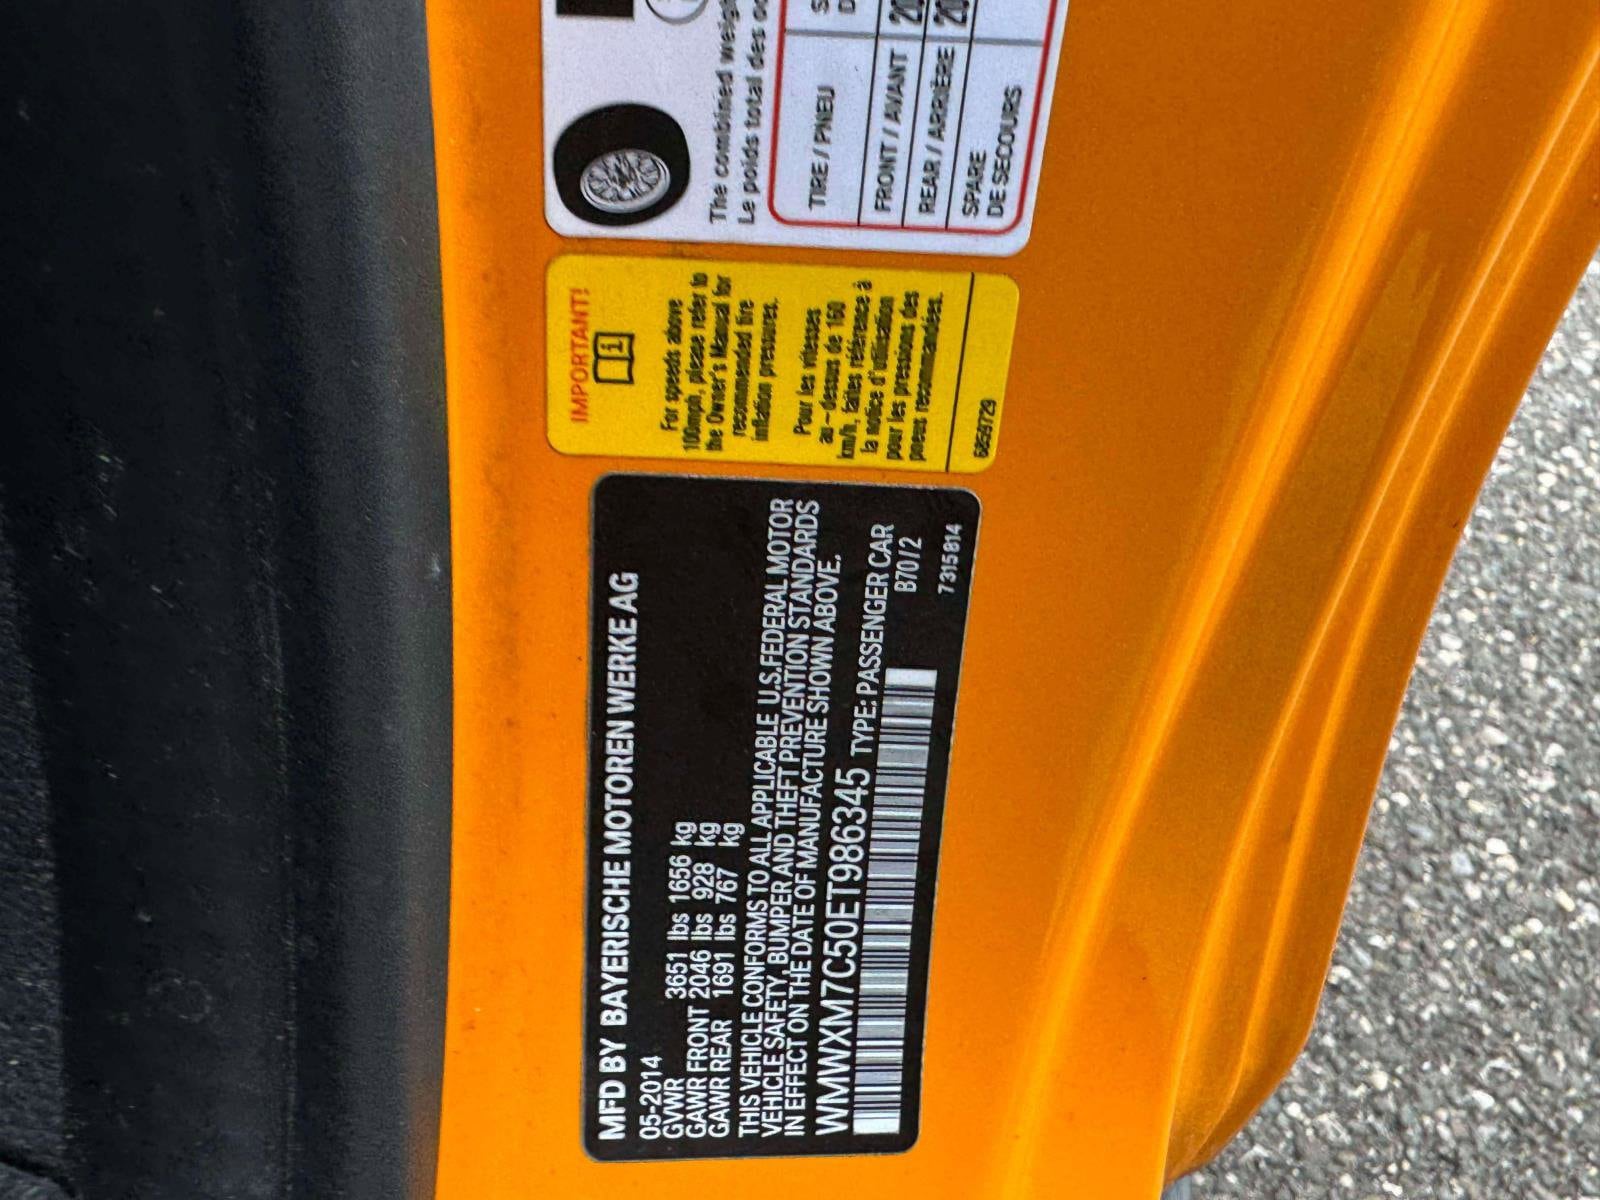 MFD BY BAYERISCHE MOTOREN WERKE AG
05-2014
GVWR 3651 lbs 1656 kg
GAWR FRONT 2046 lbs 928 kg
GAWR REAR 1691 lbs 767 kg
THIS VEHICLE CONFORMS TO ALL APPLICABLE U.S. FEDERAL MOTOR
VEHICLE SAFETY, BUMPER AND THEFT PREVENTION STANDARDS
IN EFFECT ON THE DATE OF MANUFACTURE SHOWN ABOVE.
WMWXM7C50ET986345 TYPE: PASSENGER CAR
B70/2
7315814
IMPORTANT!
For speeds above
100mph, please refer to
the Owner's Manual for
recommended tire
inflation pressures.
Pour les vitesses
au-dessus de 160
km/h, faites référence à
la notice d'utilisation
pour les pressions des
pneus recommandées.
6859729
The combined
Le poids total des
TIRE / PNEU
FRONT / AVANT 20
REAR / ARRIÈRE 20
SPARE
DE SECOURS